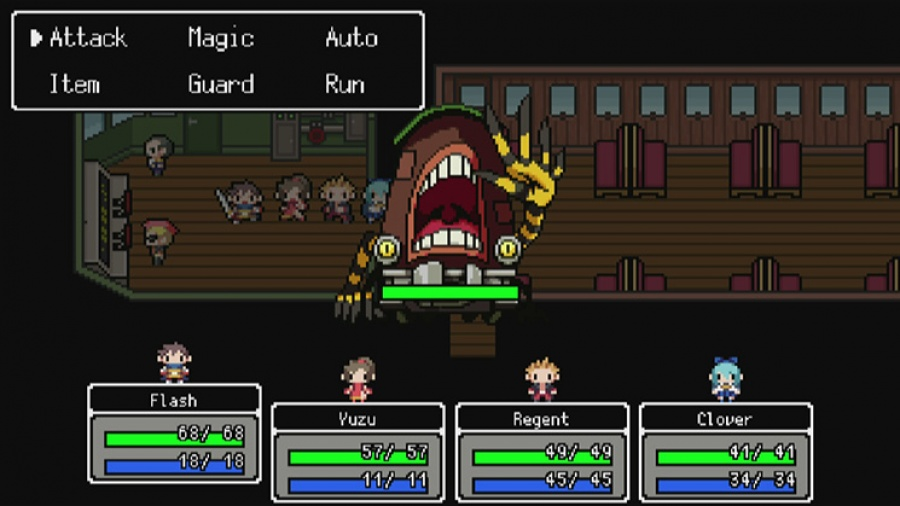 Attack Magic Auto
Item Guard Run
Flash
68/ 68
18/ 18
Yuzu
57/ 57
11/ 11
Regent
49/ 49
45/ 45
Clover
41/ 41
34/ 34